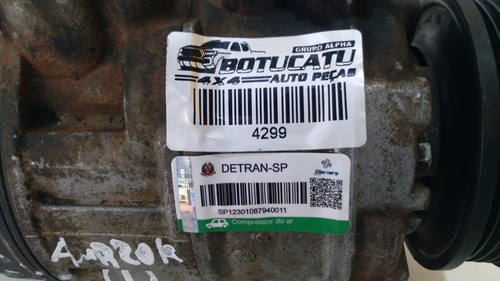 GRUPO ALPHA
BOTUCATU
4X4 AUTO PEÇAS
4299
DETRAN-SP
SP12301087940011
Compressor do ar
AMAROK